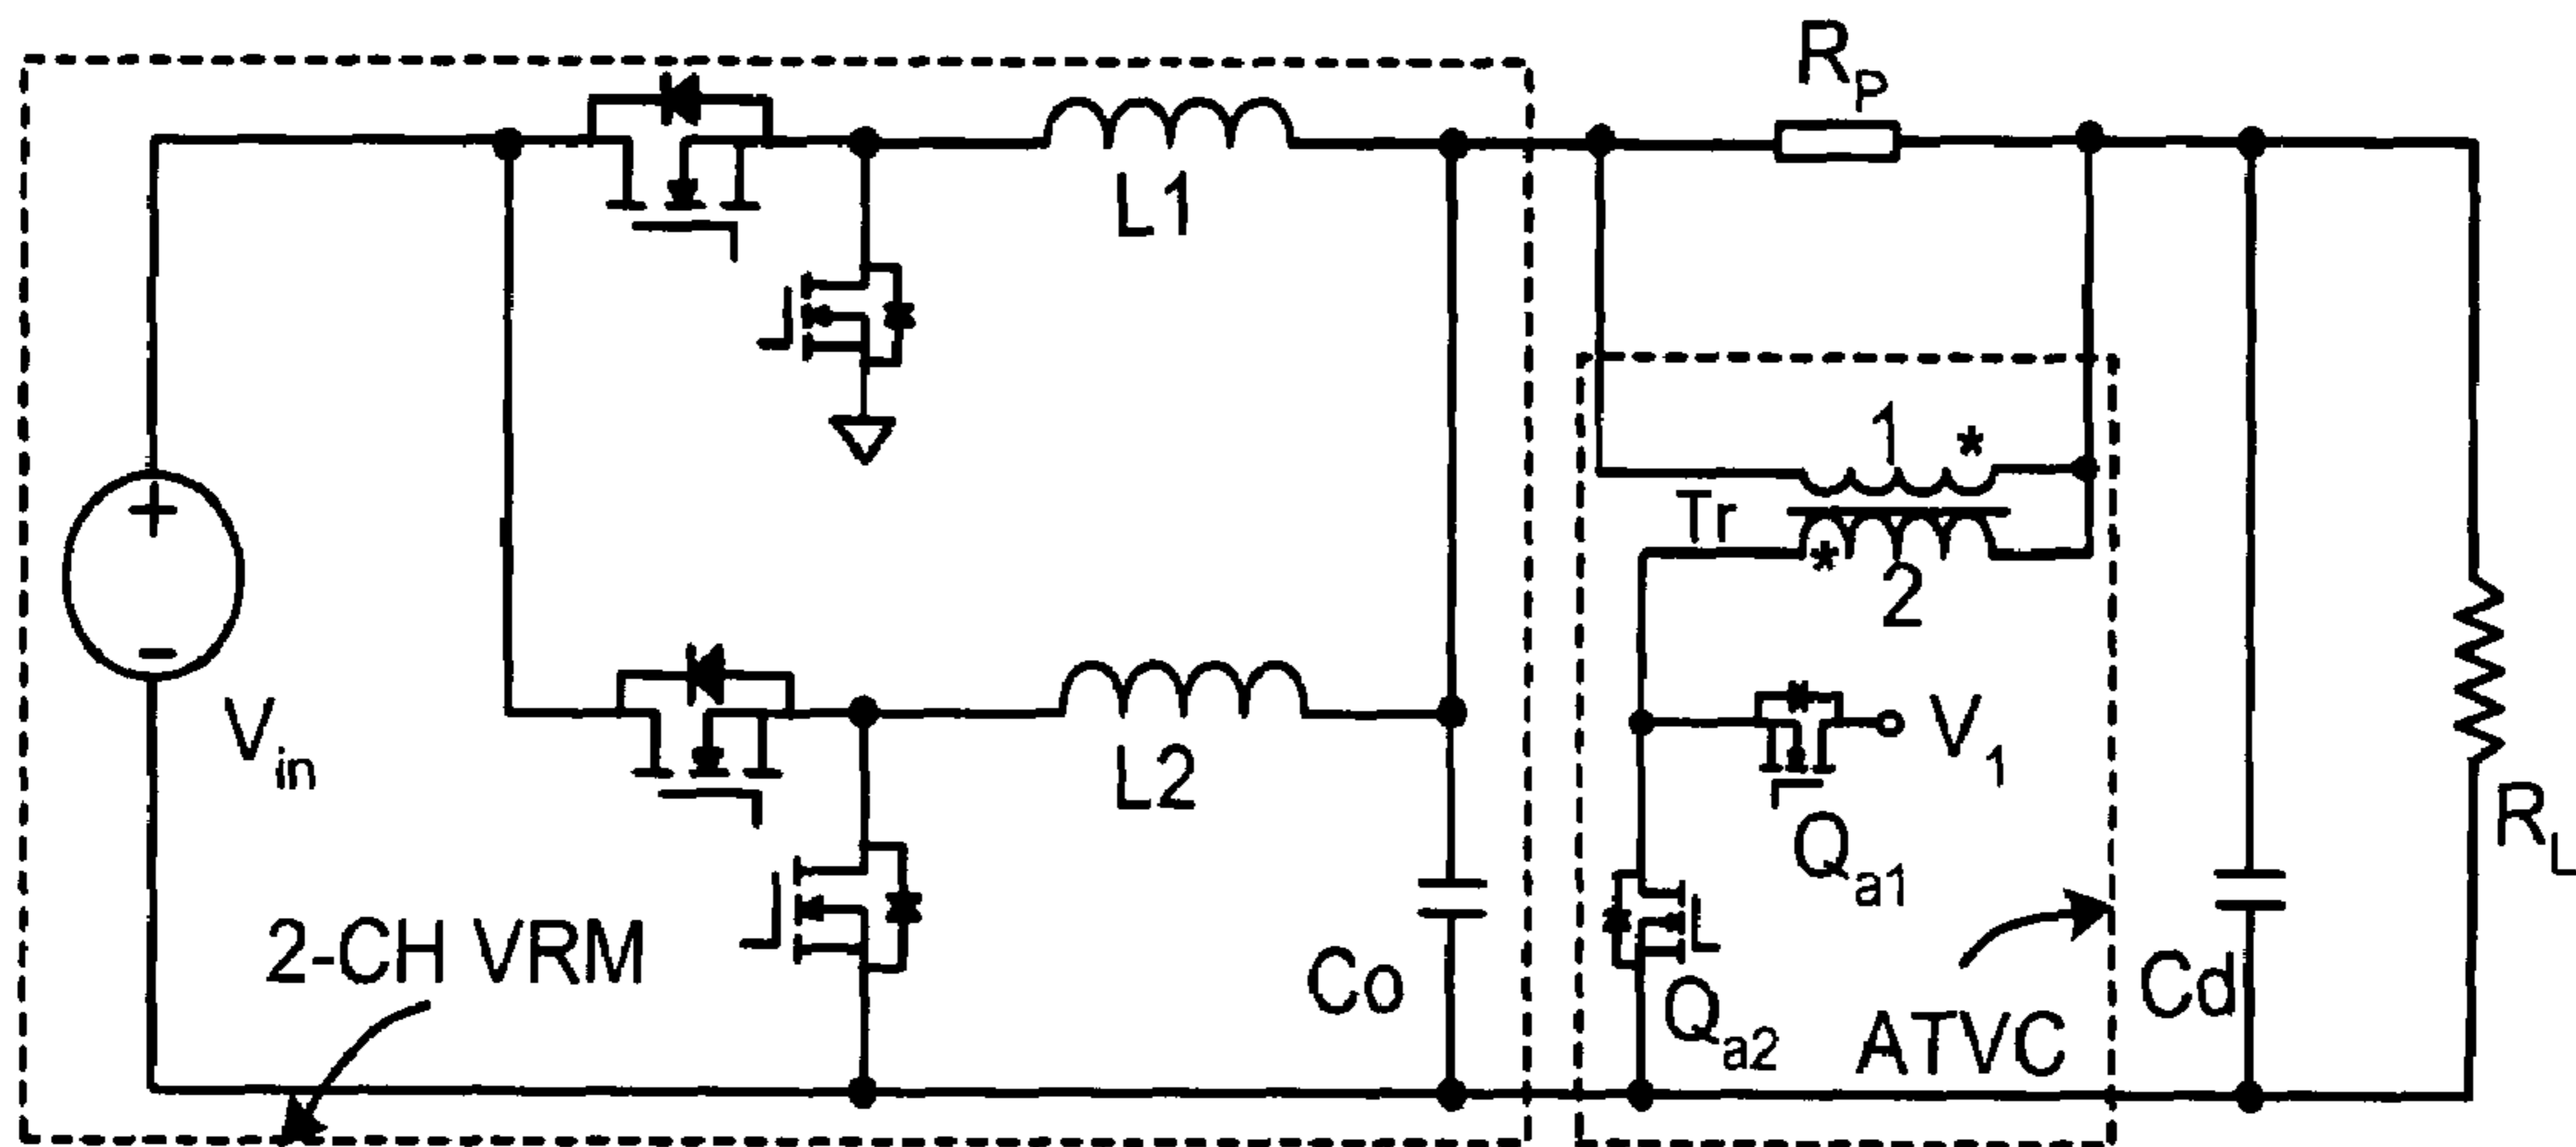 R_P
L1
1 *
Tr
* 2
+
-
V_in
L2
V_1
Q_a1
R_L
2-CH VRM
Co
Q_a2
ATVC
Cd